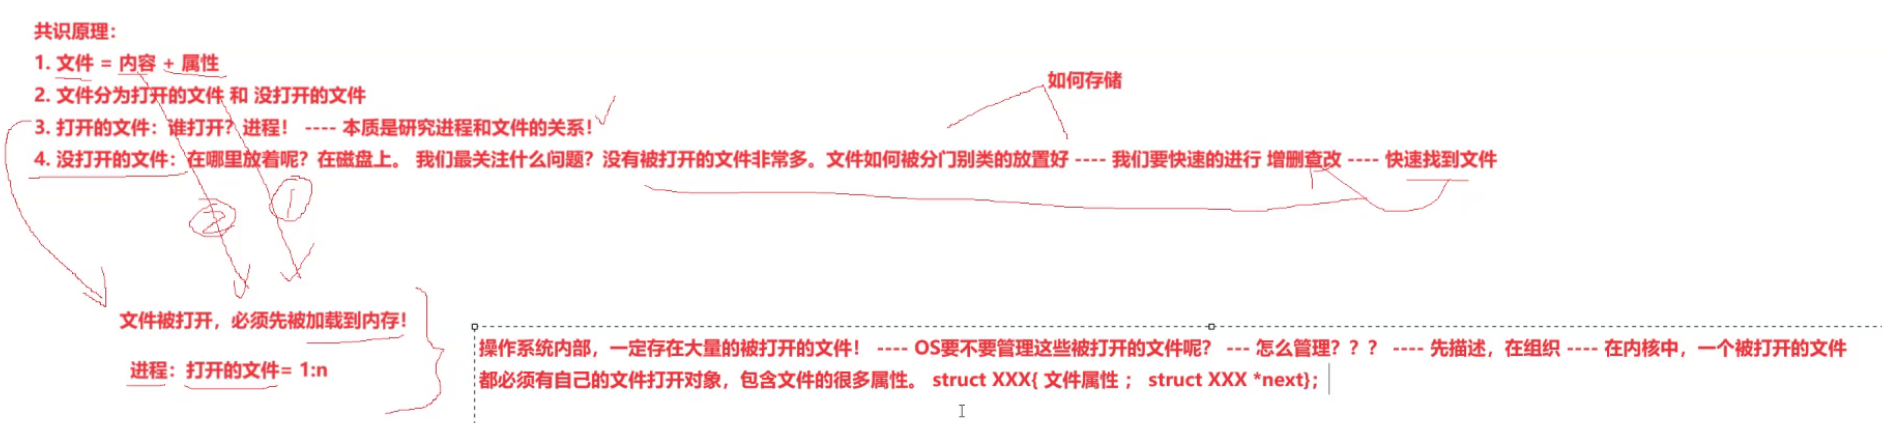 共识原理：
1. 文件 = 内容 + 属性
2. 文件分为打开的文件 和 没打开的文件
如何存储
3. 打开的文件：谁打开？进程！ ---- 本质是研究进程和文件的关系！
4. 没打开的文件：在哪里放着呢？在磁盘上。 我们最关注什么问题？没有被打开的文件非常多。文件如何被分门别类的放置好 ---- 我们要快速的进行 增删查改 ---- 快速找到文件
② ①
文件被打开，必须先被加载到内存！
进程：打开的文件= 1:n
操作系统内部，一定存在大量的被打开的文件！ ---- OS要不要管理这些被打开的文件呢？ --- 怎么管理？？？ ---- 先描述，在组织 ---- 在内核中，一个被打开的文件
都必须有自己的文件打开对象，包含文件的很多属性。 struct XXX{ 文件属性； struct XXX *next};